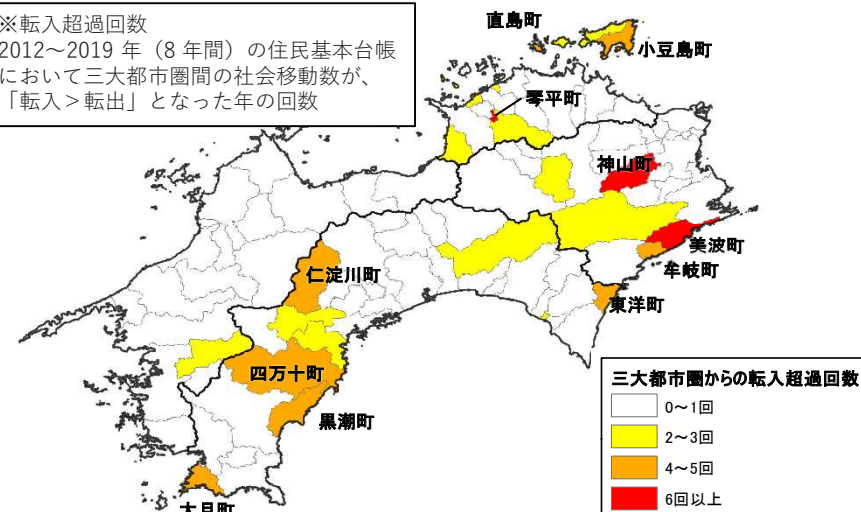 ※転入超過回数
2012～2019 年（8 年間）の住民基本台帳
において三大都市圏間の社会移動数が、
「転入＞転出」となった年の回数
直島町
小豆島町
琴平町
神山町
美波町
牟岐町
東洋町
仁淀川町
四万十町
黒潮町
大月町
三大都市圏からの転入超過回数
0～1回
2～3回
4～5回
6回以上